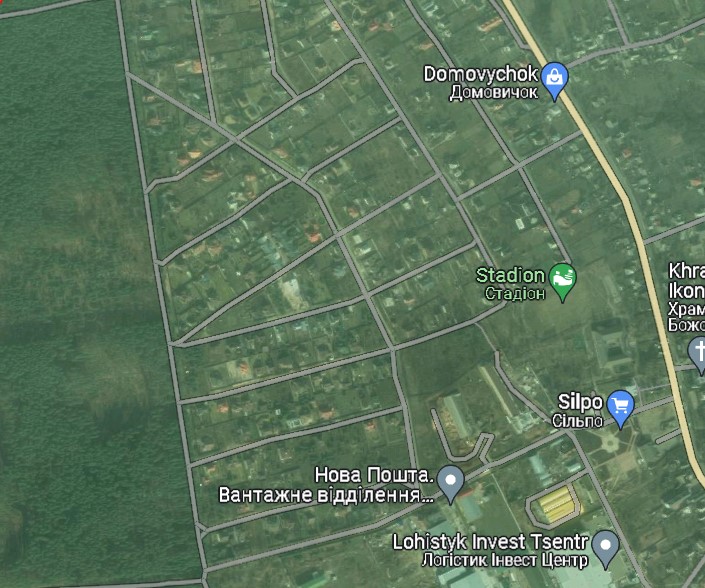 Domovychok
Домовичок
Stadion
Стадіон
Khra
Ikon
Храм
Божо
Silpo
Сільпо
Нова Пошта.
Вантажне відділення...
Lohistyk Invest Tsentr
Логістик Інвест Центр